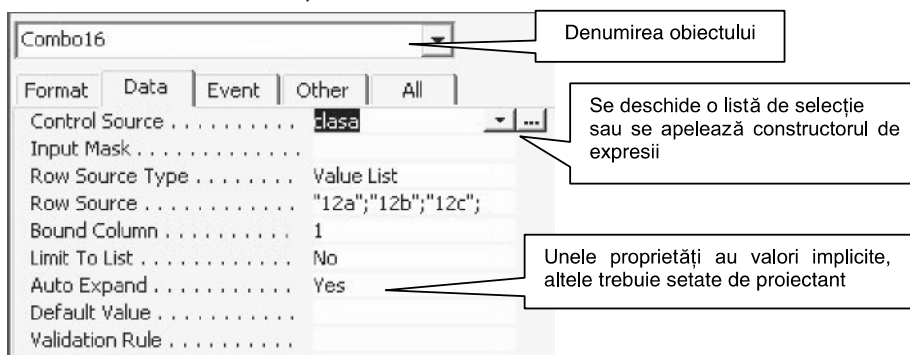 Combo16
Denumirea obiectului
Format Data Event Other All
Control Source . . . . . . . . . . clasa ...
Se deschide o listă de selecție
sau se apelează constructorul de
expresii
Input Mask . . . . . . . . . . . . .
Row Source Type . . . . . . . . Value List
Row Source . . . . . . . . . . . . "12a";"12b";"12c";
Bound Column . . . . . . . . . . . 1
Limit To List . . . . . . . . . . . . No
Auto Expand . . . . . . . . . . . Yes
Unele proprietăți au valori implicite,
altele trebuie setate de proiectant
Default Value . . . . . . . . . . .
Validation Rule . . . . . . . . . .